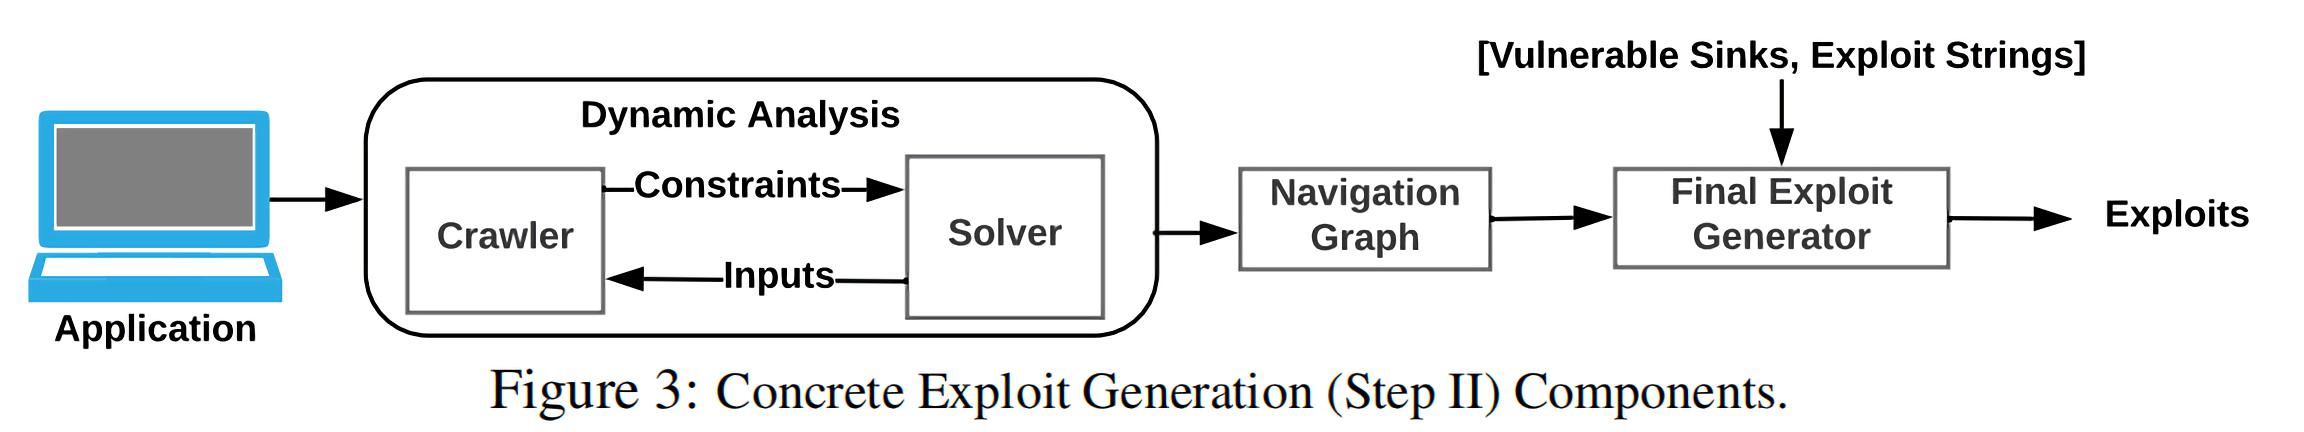 [Vulnerable Sinks, Exploit Strings]
Dynamic Analysis
Crawler
Constraints
Inputs
Solver
Navigation
Graph
Final Exploit
Generator
Exploits
Application
Figure 3: Concrete Exploit Generation (Step II) Components.